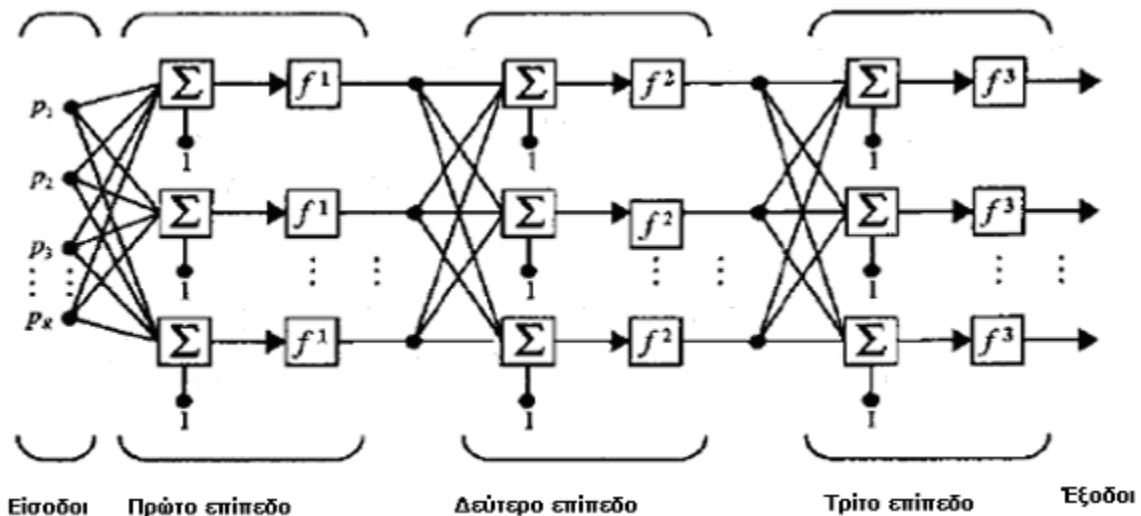 Σ f¹ Σ f² Σ f³
p₁
1 1 1
p₂
Σ f¹ Σ f² Σ f³
p₃
1 1 1
p_R
Σ f¹ Σ f² Σ f³
1 1 1
Είσοδοι Πρώτο επίπεδο Δεύτερο επίπεδο Τρίτο επίπεδο Έξοδοι